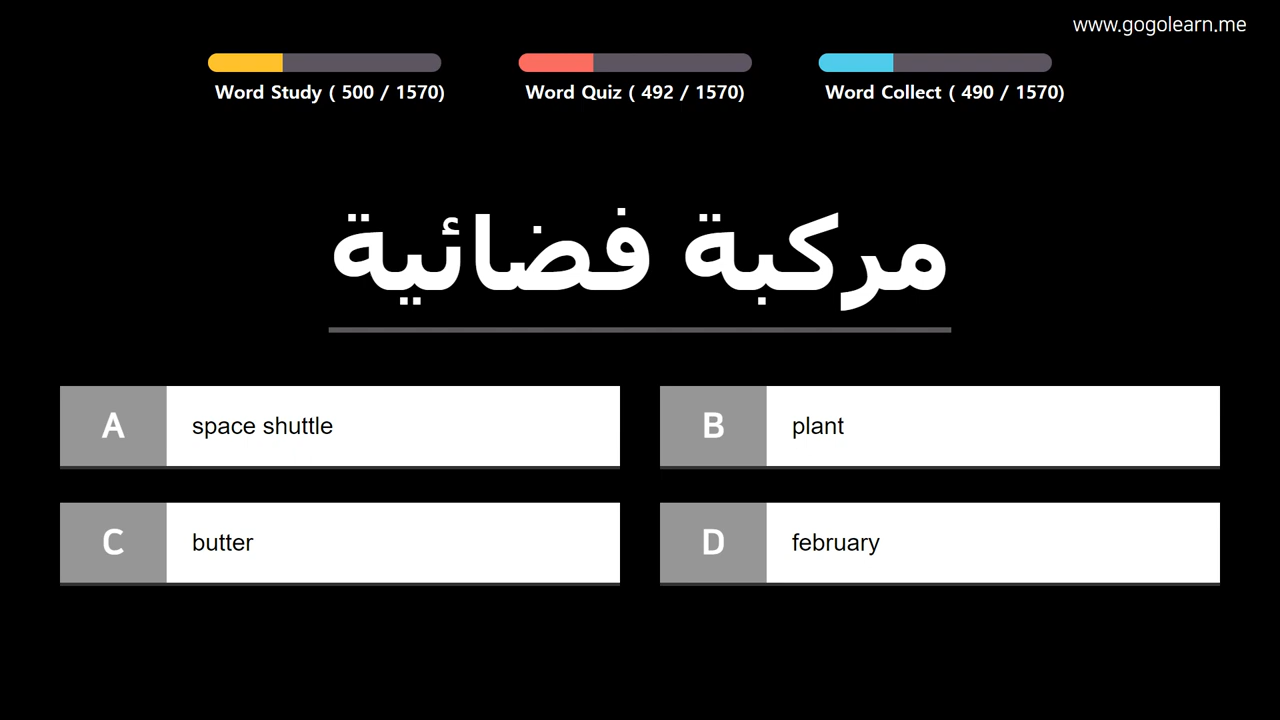 www.gogolearn.me
Word Study ( 500 / 1570)
Word Quiz ( 492 / 1570)
Word Collect ( 490 / 1570)
مركبة فضائية
A space shuttle
B plant
C butter
D february